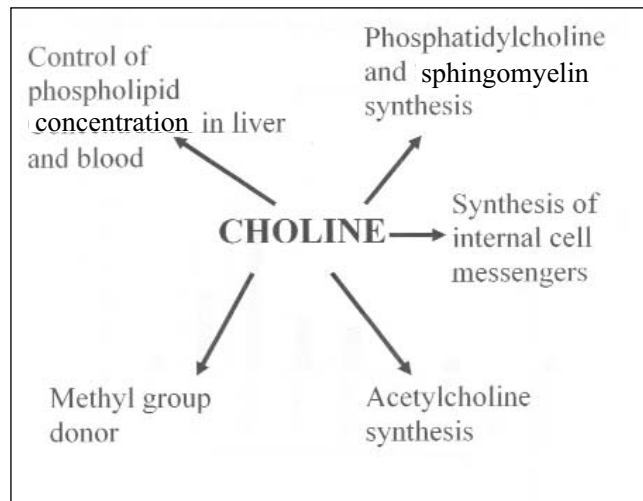 Control of
phospholipid
concentration in liver
and blood
Phosphatidylcholine
and sphingomyelin
synthesis
CHOLINE
Synthesis of
internal cell
messengers
Methyl group
donor
Acetylcholine
synthesis